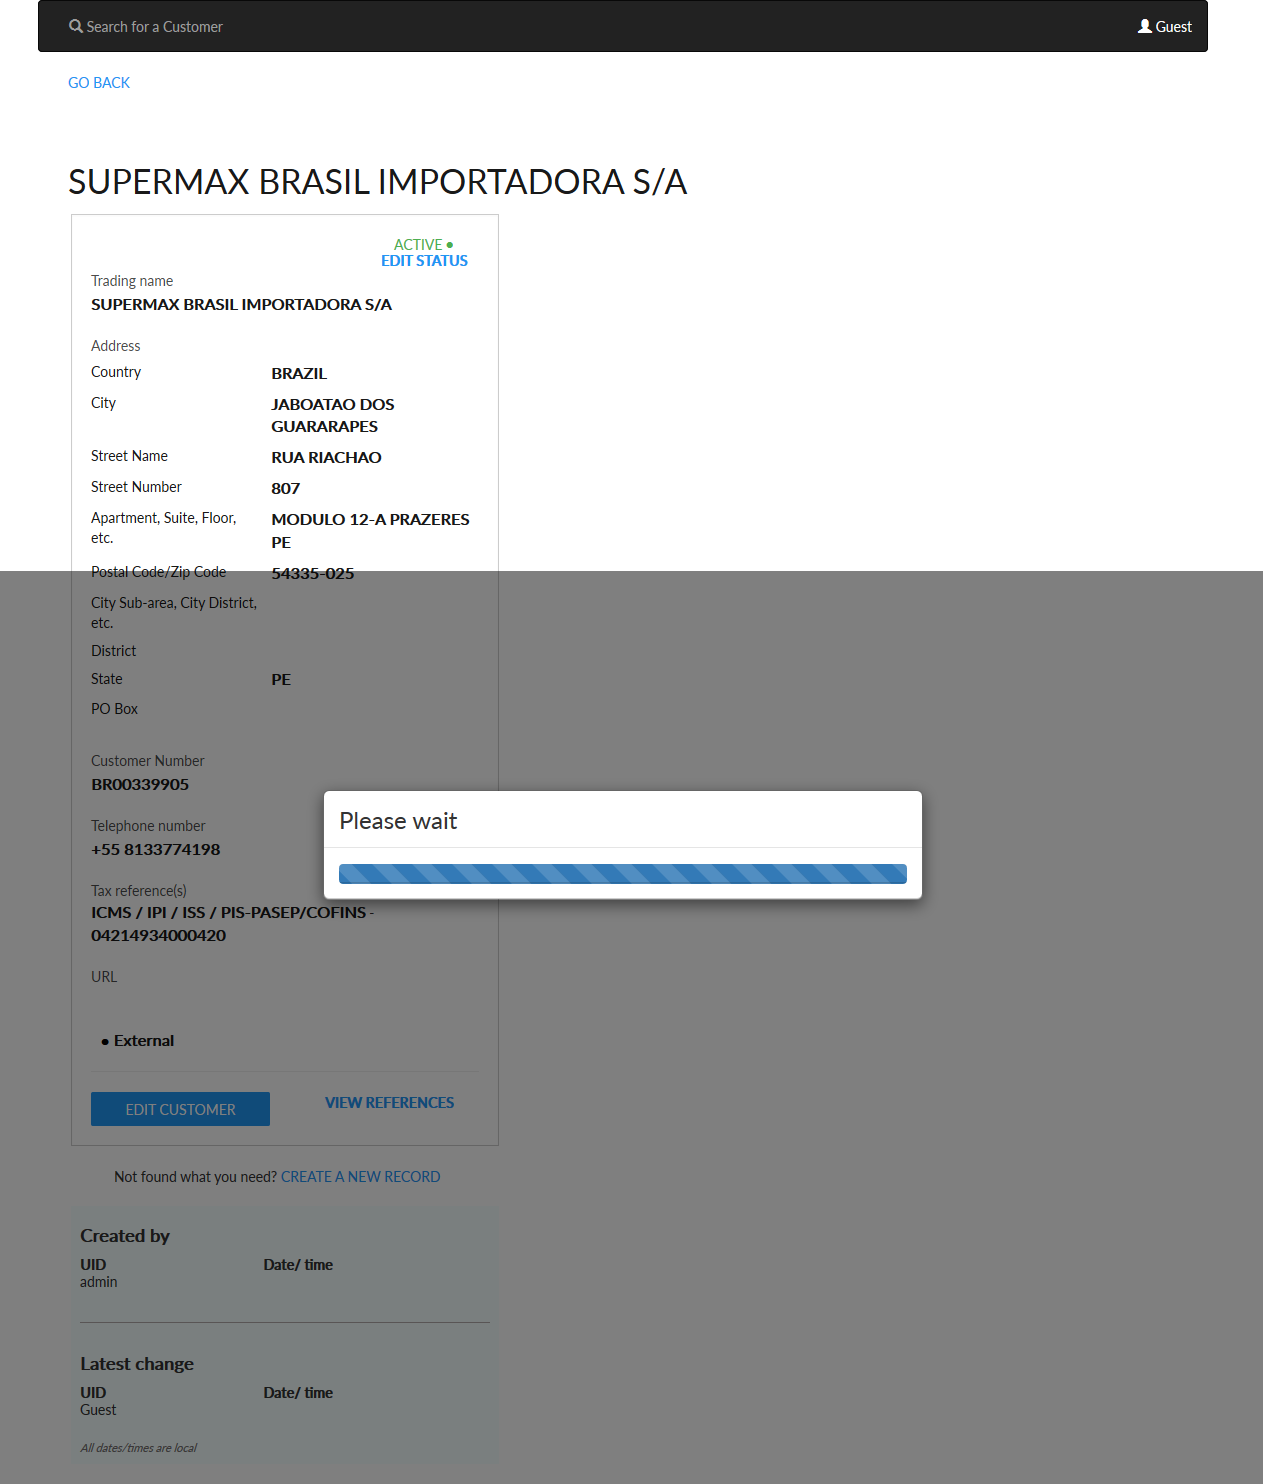 Search for a Customer
Guest
GO BACK
SUPERMAX BRASIL IMPORTADORA S/A
ACTIVE ●
EDIT STATUS
Trading name
SUPERMAX BRASIL IMPORTADORA S/A
Address
Country BRAZIL
City JABOATAO DOS
GUARARAPES
Street Name RUA RIACHAO
Street Number 807
Apartment, Suite, Floor, MODULO 12-A PRAZERES
etc. PE
Postal Code/Zip Code 54335-025
City Sub-area, City District,
etc.
District
State PE
PO Box
Customer Number
BR00339905
Please wait
Telephone number
+55 8133774198
Tax reference(s)
ICMS / IPI / ISS / PIS-PASEP/COFINS -
04214934000420
URL
● External
EDIT CUSTOMER
VIEW REFERENCES
Not found what you need? CREATE A NEW RECORD
Created by
UID Date/ time
admin
Latest change
UID Date/ time
Guest
All dates/times are local